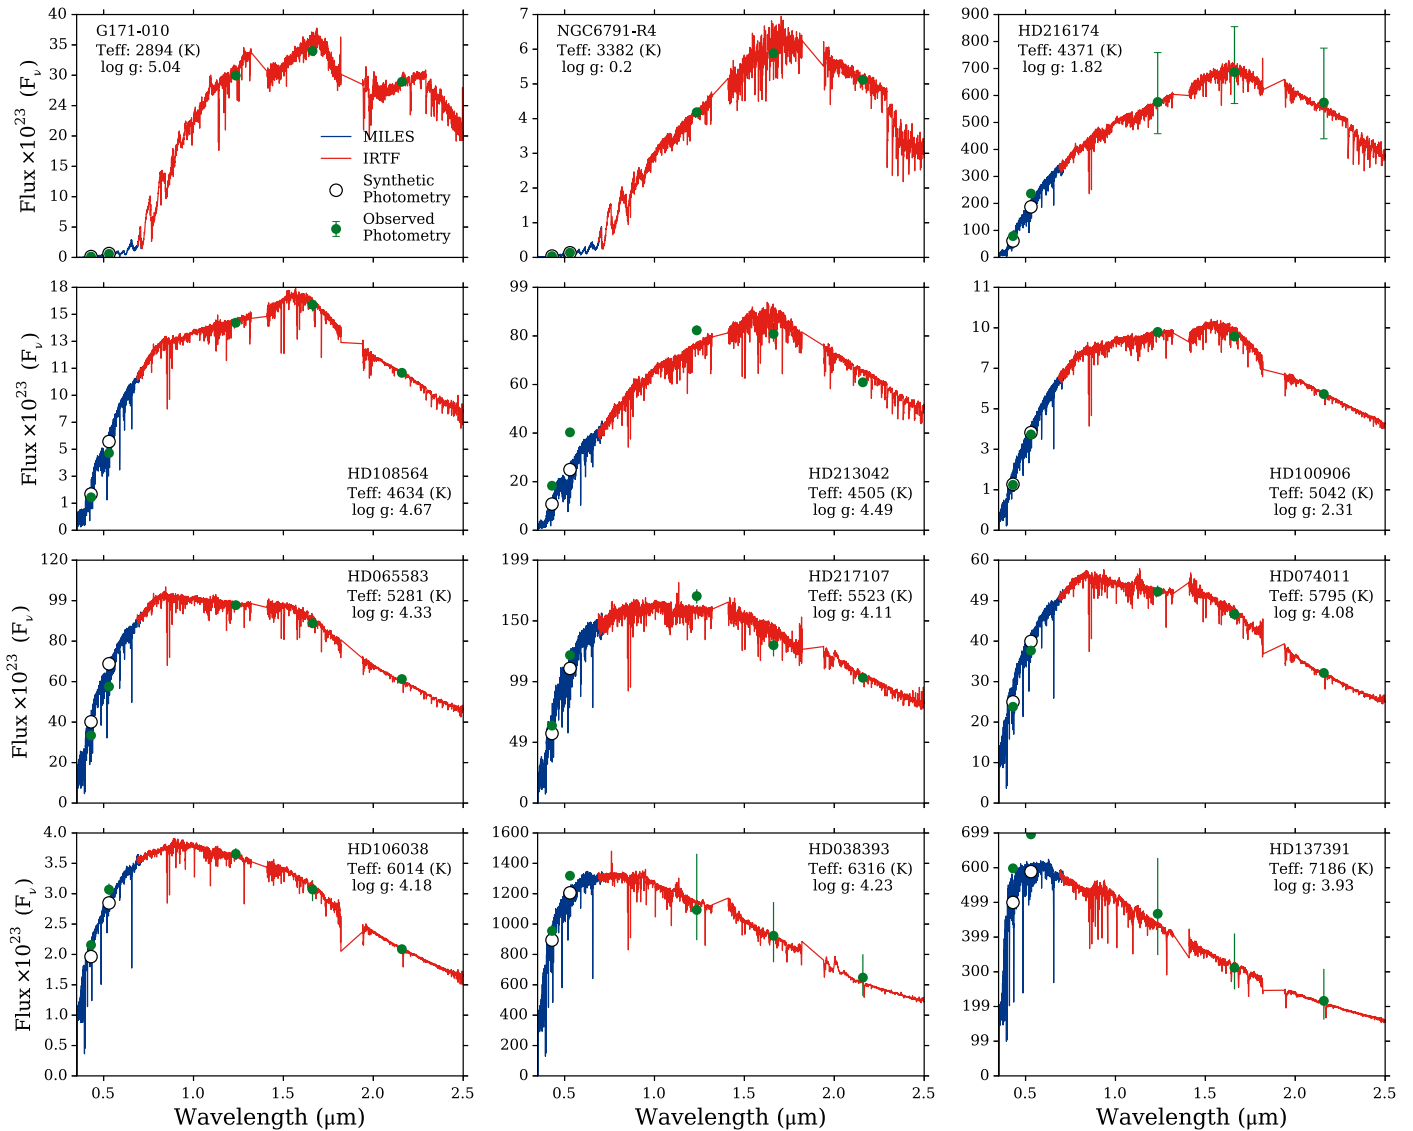 G171-010
Teff: 2894 (K)
log g: 5.04
MILES
IRTF
Synthetic
Photometry
Observed
Photometry
Flux ×10²³ (Fν)
40
35
30
24
20
15
10
5
0
NGC6791-R4
Teff: 3382 (K)
log g: 0.2
7
6
5
4
3
2
1
0
HD216174
Teff: 4371 (K)
log g: 1.82
900
800
700
600
500
400
300
200
100
0
HD108564
Teff: 4634 (K)
log g: 4.67
Flux ×10²³ (Fν)
18
15
13
11
10
7
5
3
1
0
HD213042
Teff: 4505 (K)
log g: 4.49
99
80
60
40
20
0
HD100906
Teff: 5042 (K)
log g: 2.31
11
10
7
5
3
1
0
HD065583
Teff: 5281 (K)
log g: 4.33
Flux ×10²³ (Fν)
120
99
80
60
40
20
0
HD217107
Teff: 5523 (K)
log g: 4.11
199
150
99
49
0
HD074011
Teff: 5795 (K)
log g: 4.08
60
49
40
30
20
10
0
HD106038
Teff: 6014 (K)
log g: 4.18
Flux ×10²³ (Fν)
4.0
3.5
3.0
2.5
2.0
1.5
1.0
0.5
0.0
0.5
1.0
1.5
2.0
2.5
Wavelength (μm)
HD038393
Teff: 6316 (K)
log g: 4.23
1600
1400
1200
1000
800
600
400
200
0
0.5
1.0
1.5
2.0
2.5
Wavelength (μm)
HD137391
Teff: 7186 (K)
log g: 3.93
699
600
499
399
300
199
99
0
0.5
1.0
1.5
2.0
2.5
Wavelength (μm)